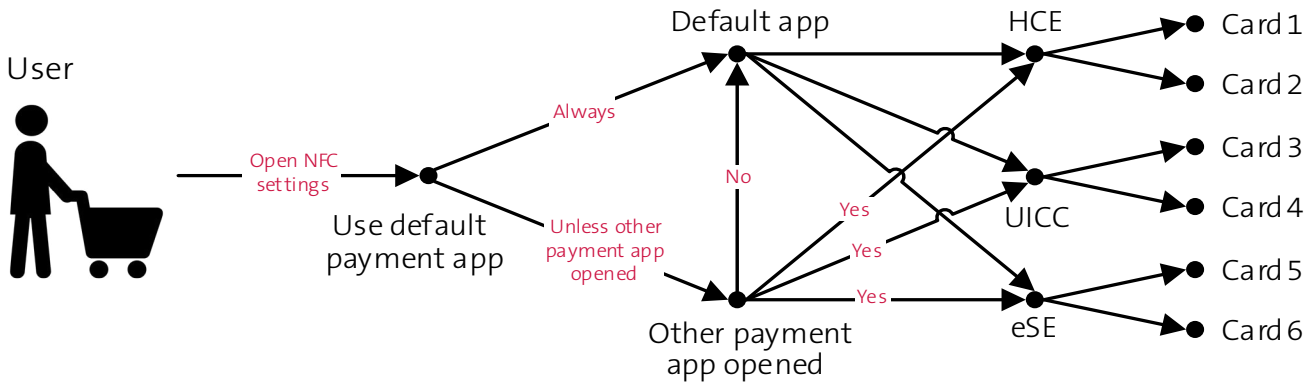 User
Open NFC
settings
Use default
payment app
Always
Unless other
payment app
opened
Default app
No
Other payment
app opened
Yes
Yes
Yes
HCE
UICC
eSE
Card 1
Card 2
Card 3
Card 4
Card 5
Card 6